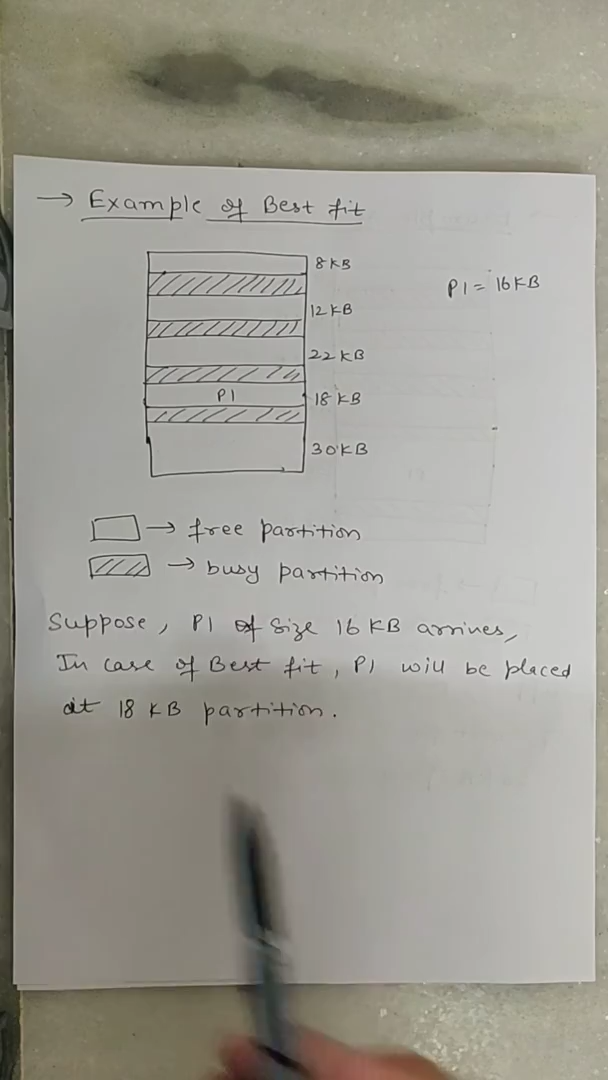 → Example of Best fit
8 KB
P1 = 16 KB
12 KB
22 KB
P1
18 KB
30 KB
→ free partition
→ busy partition
Suppose, P1 of size 16 KB arrives,
In case of Best fit, P1 will be placed
at 18 KB partition.